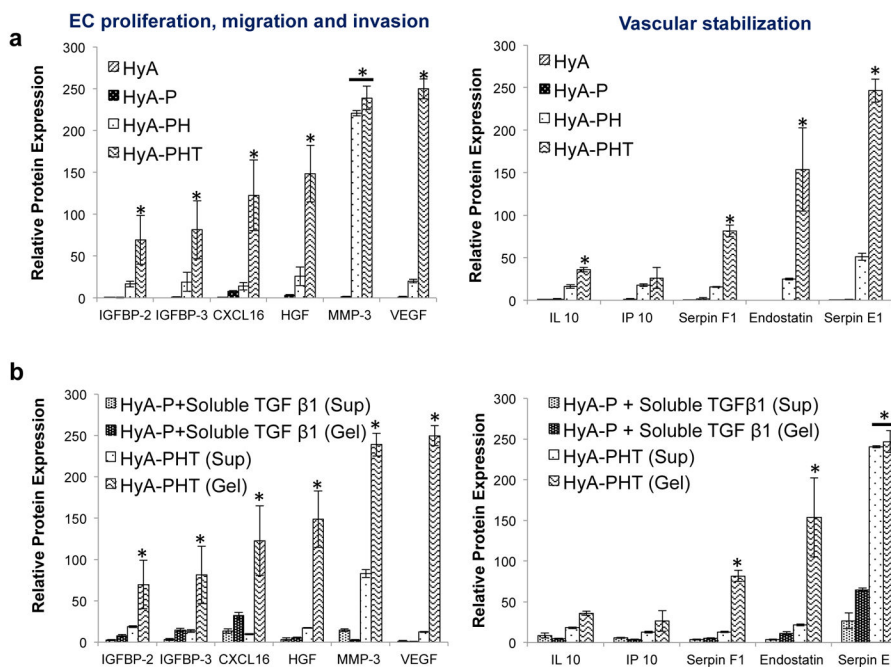 EC proliferation, migration and invasion
Vascular stabilization
a
Relative Protein Expression
300
250
200
150
100
50
0
HyA
HyA-P
HyA-PH
HyA-PHT
*
*
*
*
*
*
IGFBP-2 IGFBP-3 CXCL16 HGF MMP-3 VEGF
Relative Protein Expression
300
250
200
150
100
50
0
HyA
HyA-P
HyA-PH
HyA-PHT
*
*
*
*
IL 10 IP 10 Serpin F1 Endostatin Serpin E1
b
Relative Protein Expression
300
250
200
150
100
50
0
HyA-P+Soluble TGF β1 (Sup)
HyA-P+Soluble TGF β1 (Gel)
HyA-PHT (Sup)
HyA-PHT (Gel)
*
*
*
*
*
*
IGFBP-2 IGFBP-3 CXCL16 HGF MMP-3 VEGF
Relative Protein Expression
300
250
200
150
100
50
0
HyA-P + Soluble TGFβ1 (Sup)
HyA-P + Soluble TGF β1 (Gel)
HyA-PHT (Sup)
HyA-PHT (Gel)
*
*
*
IL 10 IP 10 Serpin F1 Endostatin Serpin E